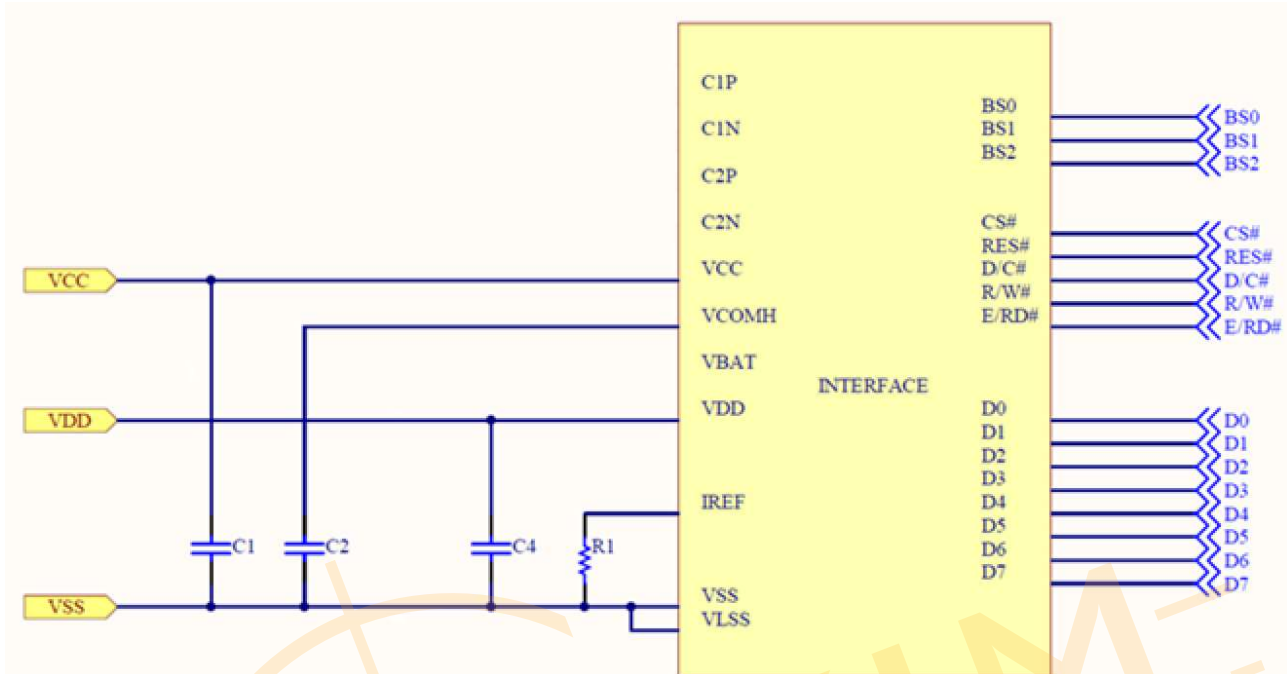 C1P
C1N
C2P
C2N
VCC
VCOMH
VBAT
VDD
IREF
VSS
VLSS
INTERFACE
BS0
BS1
BS2
CS#
RES#
D/C#
R/W#
E/RD#
D0
D1
D2
D3
D4
D5
D6
D7
BS0
BS1
BS2
CS#
RES#
D/C#
R/W#
E/RD#
D0
D1
D2
D3
D4
D5
D6
D7
VCC
VDD
VSS
C1
C2
C4
R1